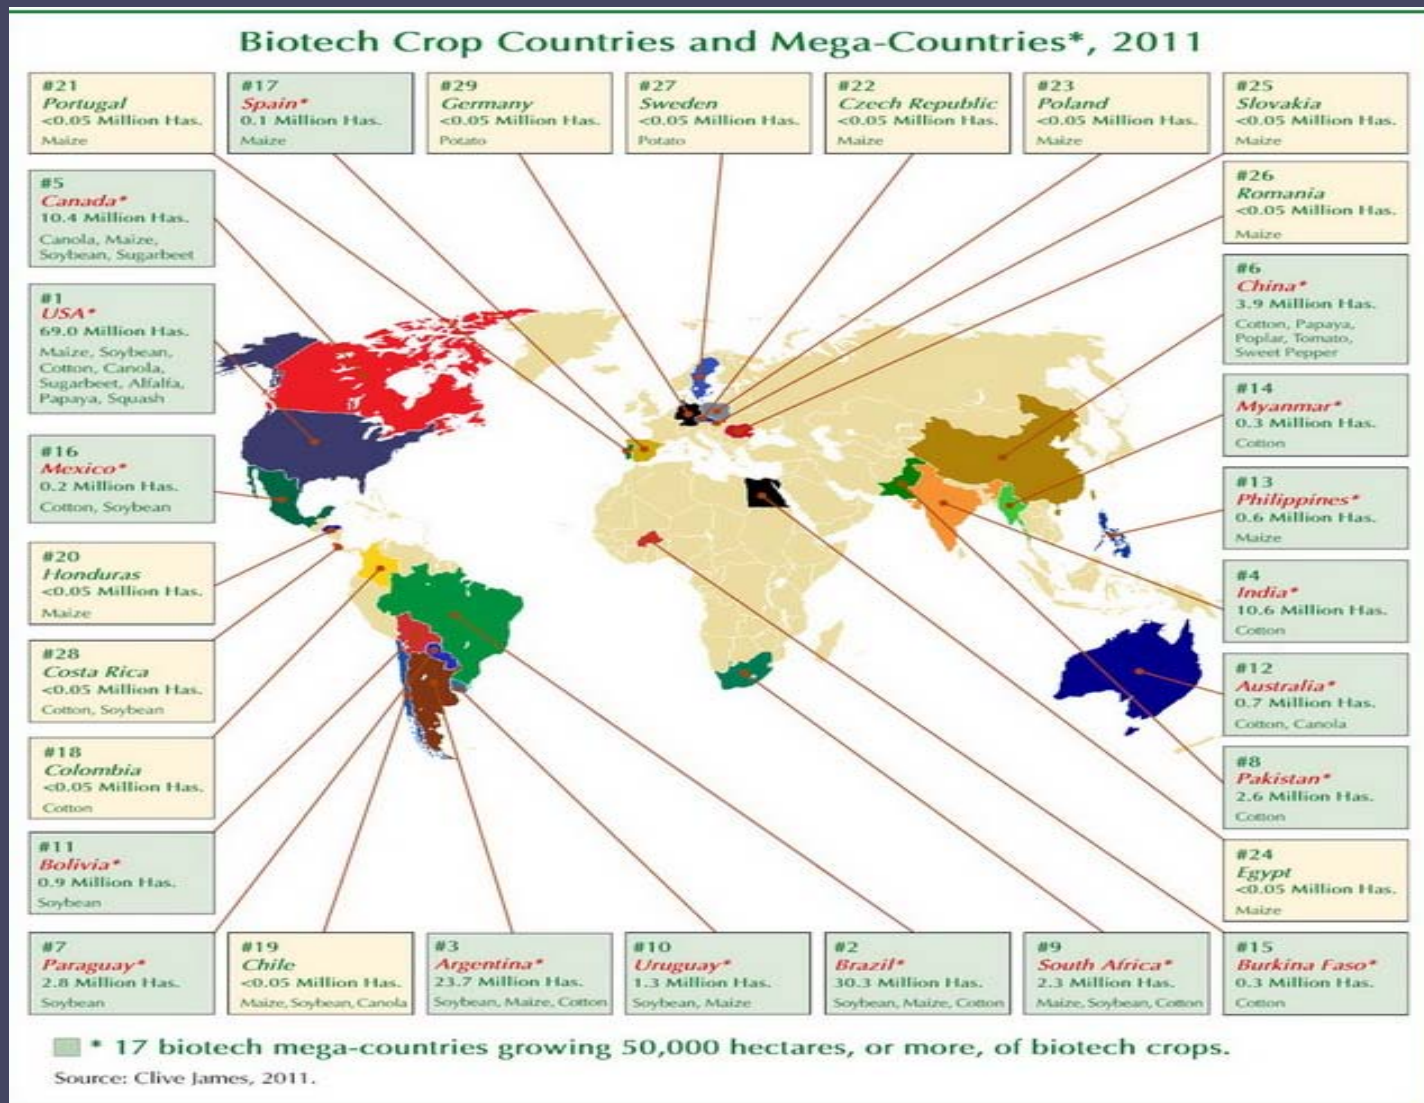 Biotech Crop Countries and Mega-Countries*, 2011
#21
Portugal
<0.05 Million Has.
Maize
#17
Spain*
0.1 Million Has.
Maize
#29
Germany
<0.05 Million Has.
Potato
#27
Sweden
<0.05 Million Has.
Potato
#22
Czech Republic
<0.05 Million Has.
Maize
#23
Poland
<0.05 Million Has.
Maize
#25
Slovakia
<0.05 Million Has.
Maize
#5
Canada*
10.4 Million Has.
Canola, Maize,
Soybean, Sugarbeet
#1
USA*
69.0 Million Has.
Maize, Soybean,
Cotton, Canola,
Sugarbeet, Alfalfa,
Papaya, Squash
#16
Mexico*
0.2 Million Has.
Cotton, Soybean
#20
Honduras
<0.05 Million Has.
Maize
#28
Costa Rica
<0.05 Million Has.
Cotton, Soybean
#18
Colombia
<0.05 Million Has.
Cotton
#11
Bolivia*
0.9 Million Has.
Soybean
#26
Romania
<0.05 Million Has.
Maize
#6
China*
3.9 Million Has.
Cotton, Papaya,
Poplar, Tomato,
Sweet Pepper
#14
Myanmar*
0.3 Million Has.
Cotton
#13
Philippines*
0.6 Million Has.
Maize
#4
India*
10.6 Million Has.
Cotton
#12
Australia*
0.7 Million Has.
Cotton, Canola
#8
Pakistan*
2.6 Million Has.
Cotton
#24
Egypt
<0.05 Million Has.
Maize
#7
Paraguay*
2.8 Million Has.
Soybean
#19
Chile
<0.05 Million Has.
Maize, Soybean, Canola
#3
Argentina*
23.7 Million Has.
Soybean, Maize, Cotton
#10
Uruguay*
1.3 Million Has.
Soybean, Maize
#2
Brazil*
30.3 Million Has.
Soybean, Maize, Cotton
#9
South Africa*
2.3 Million Has.
Maize, Soybean, Cotton
#15
Burkina Faso*
0.3 Million Has.
Cotton
* 17 biotech mega-countries growing 50,000 hectares, or more, of biotech crops.
Source: Clive James, 2011.